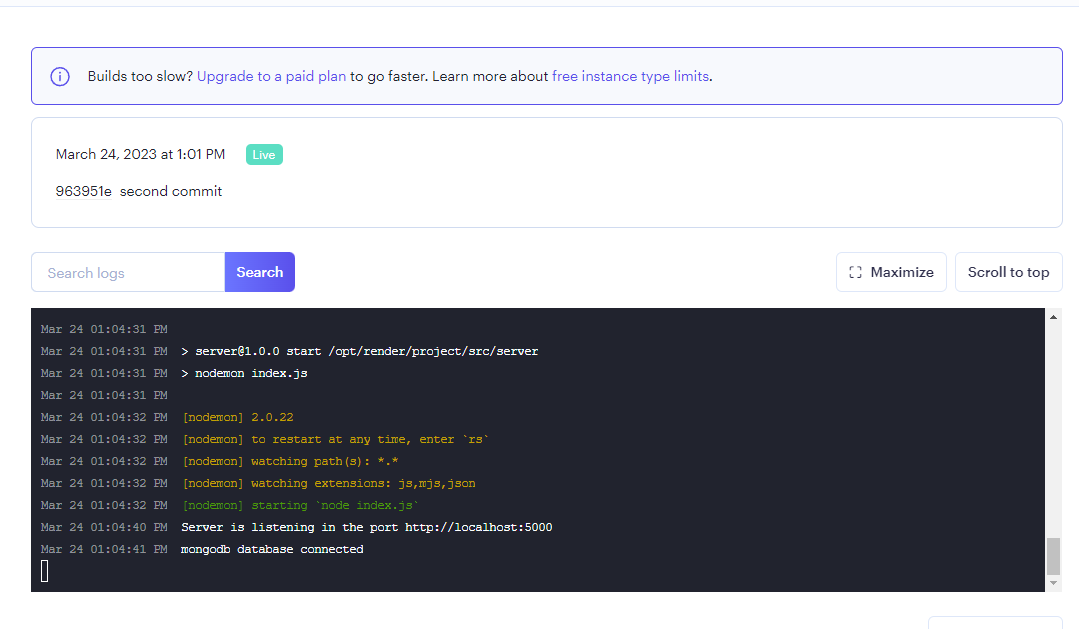 Builds too slow? Upgrade to a paid plan to go faster. Learn more about free instance type limits.
March 24, 2023 at 1:01 PM Live
963951e second commit
Search logs Search Maximize Scroll to top
Mar 24 01:04:31 PM
Mar 24 01:04:31 PM > server@1.0.0 start /opt/render/project/src/server
Mar 24 01:04:31 PM > nodemon index.js
Mar 24 01:04:31 PM
Mar 24 01:04:32 PM [nodemon] 2.0.22
Mar 24 01:04:32 PM [nodemon] to restart at any time, enter `rs`
Mar 24 01:04:32 PM [nodemon] watching path(s): *.*
Mar 24 01:04:32 PM [nodemon] watching extensions: js,mjs,json
Mar 24 01:04:32 PM [nodemon] starting `node index.js`
Mar 24 01:04:40 PM Server is listening in the port http://localhost:5000
Mar 24 01:04:41 PM mongodb database connected